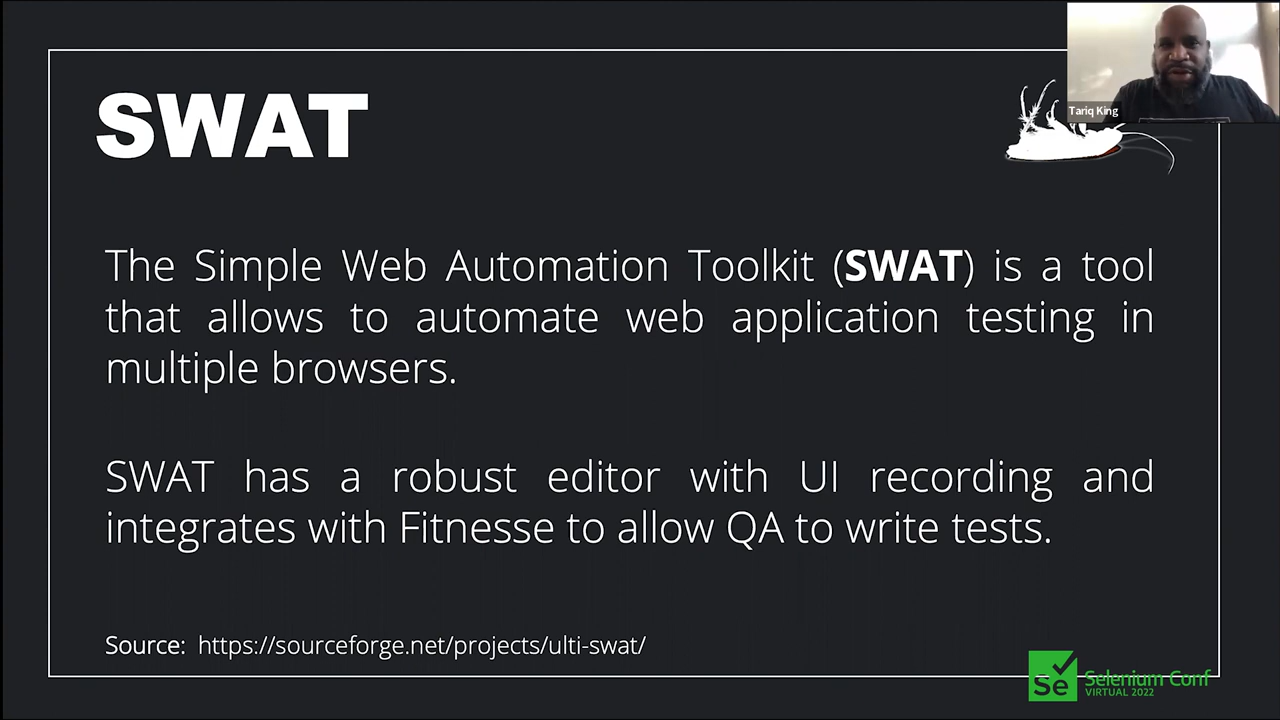 SWAT
Tariq King
The Simple Web Automation Toolkit (SWAT) is a tool
that allows to automate web application testing in
multiple browsers.
SWAT has a robust editor with UI recording and
integrates with Fitnesse to allow QA to write tests.
Source: https://sourceforge.net/projects/ulti-swat/
Se Selenium Conf
VIRTUAL 2022